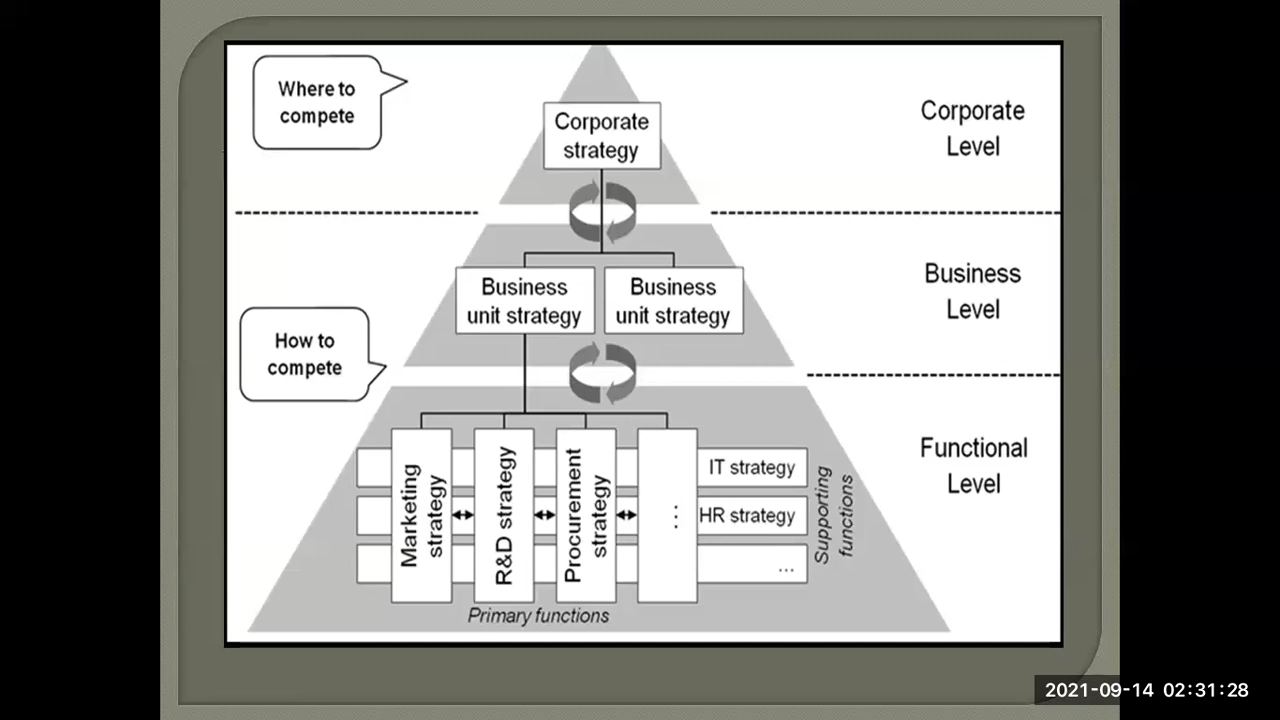 Where to
compete
Corporate
strategy
Corporate
Level
How to
compete
Business
unit strategy
Business
unit strategy
Business
Level
Marketing
strategy
R&D strategy
Procurement
strategy
...
IT strategy
HR strategy
...
Supporting
functions
Primary functions
Functional
Level
2021-09-14 02:31:28